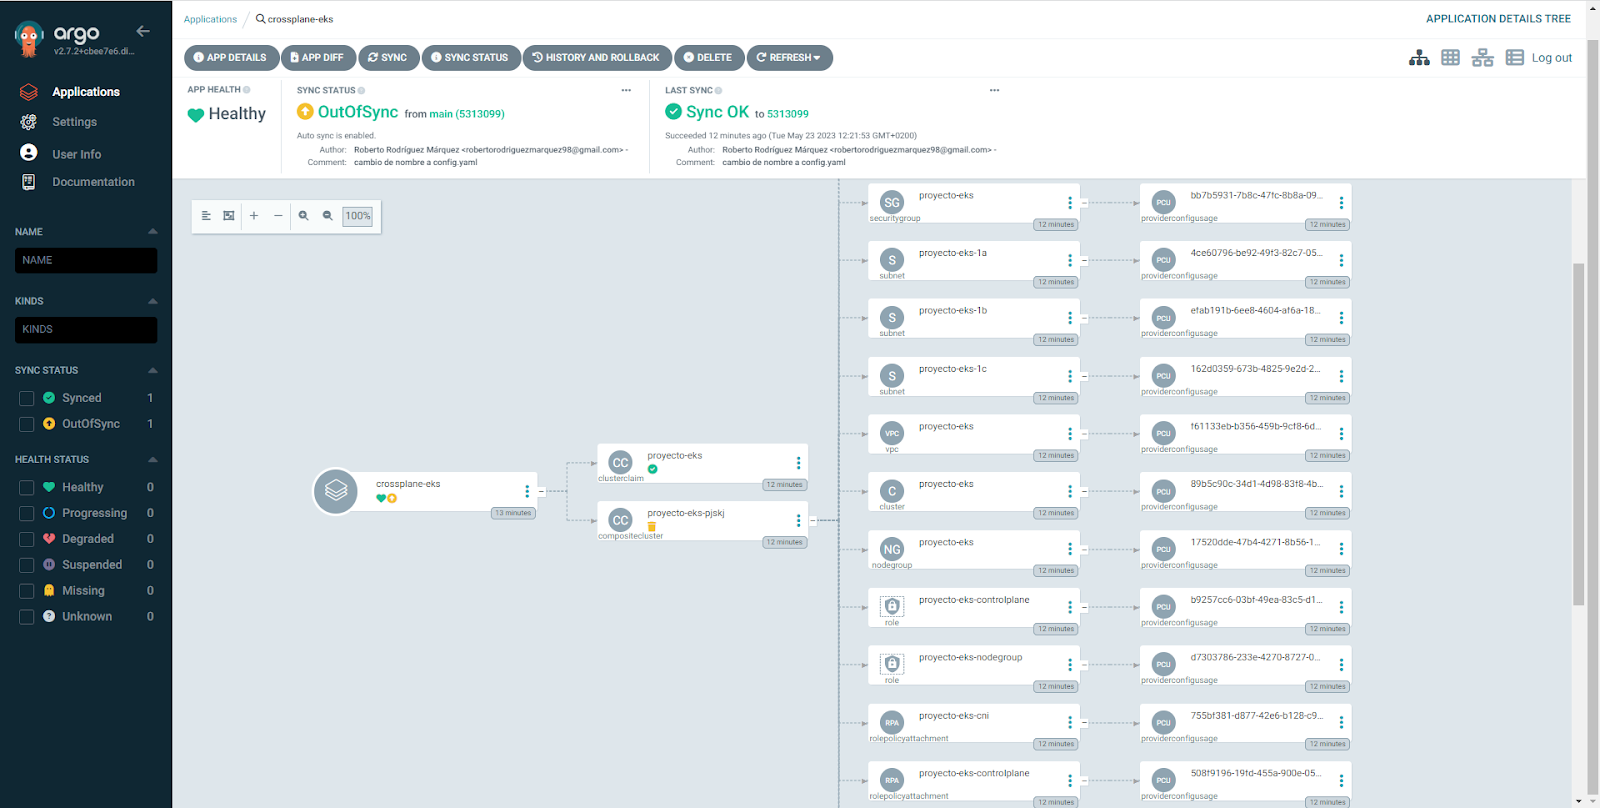 argo
v2.7.2+cbee7e6.di...
Applications
Settings
User Info
Documentation
NAME
NAME
KINDS
KINDS
SYNC STATUS
Synced 1
OutOfSync 1
HEALTH STATUS
Healthy 0
Progressing 0
Degraded 0
Suspended 0
Missing 0
Unknown 0
Applications / crossplane-eks
APPLICATION DETAILS TREE
APP DETAILS
APP DIFF
SYNC
SYNC STATUS
HISTORY AND ROLLBACK
DELETE
REFRESH
Log out
APP HEALTH
Healthy
SYNC STATUS
OutOfSync from main (5313099)
Auto sync is enabled.
Author: Roberto Rodríguez Márquez <robertorodriguezmarquez98@gmail.com> -
Comment: cambio de nombre a config.yaml
LAST SYNC
Sync OK to 5313099
Succeeded 12 minutes ago (Tue May 23 2023 12:21:53 GMT+0200)
Author: Roberto Rodríguez Márquez <robertorodriguezmarquez98@gmail.com> -
Comment: cambio de nombre a config.yaml
100%
crossplane-eks
13 minutes
CC
proyecto-eks
clusterclaim
12 minutes
CC
proyecto-eks-pjskj
compositecluster
12 minutes
SG
proyecto-eks
securitygroup
12 minutes
PCU
bb7b5931-7b8c-47fc-8b8a-09...
providerconfigusage
12 minutes
S
proyecto-eks-1a
subnet
12 minutes
PCU
4ce60796-be92-49f3-82c7-05...
providerconfigusage
12 minutes
S
proyecto-eks-1b
subnet
12 minutes
PCU
efab191b-6ee8-4604-af6a-18...
providerconfigusage
12 minutes
S
proyecto-eks-1c
subnet
12 minutes
PCU
162d0359-673b-4825-9e2d-2...
providerconfigusage
12 minutes
VPC
proyecto-eks
vpc
12 minutes
PCU
f61133eb-b356-459b-9cf8-6d...
providerconfigusage
12 minutes
C
proyecto-eks
cluster
12 minutes
PCU
89b5c90c-34d1-4d98-83f8-4b...
providerconfigusage
12 minutes
NG
proyecto-eks
nodegroup
12 minutes
PCU
17520dde-47b4-4271-8b56-1...
providerconfigusage
12 minutes
proyecto-eks-controlplane
role
12 minutes
PCU
b9257cc6-03bf-49ea-83c5-d1...
providerconfigusage
12 minutes
proyecto-eks-nodegroup
role
12 minutes
PCU
d7303786-233e-4270-8727-0...
providerconfigusage
12 minutes
RPA
proyecto-eks-cni
rolepolicyattachment
12 minutes
PCU
755bf381-d877-42e6-b128-c9...
providerconfigusage
12 minutes
RPA
proyecto-eks-controlplane
rolepolicyattachment
12 minutes
PCU
508f9196-19fd-455a-900e-05...
providerconfigusage
12 minutes